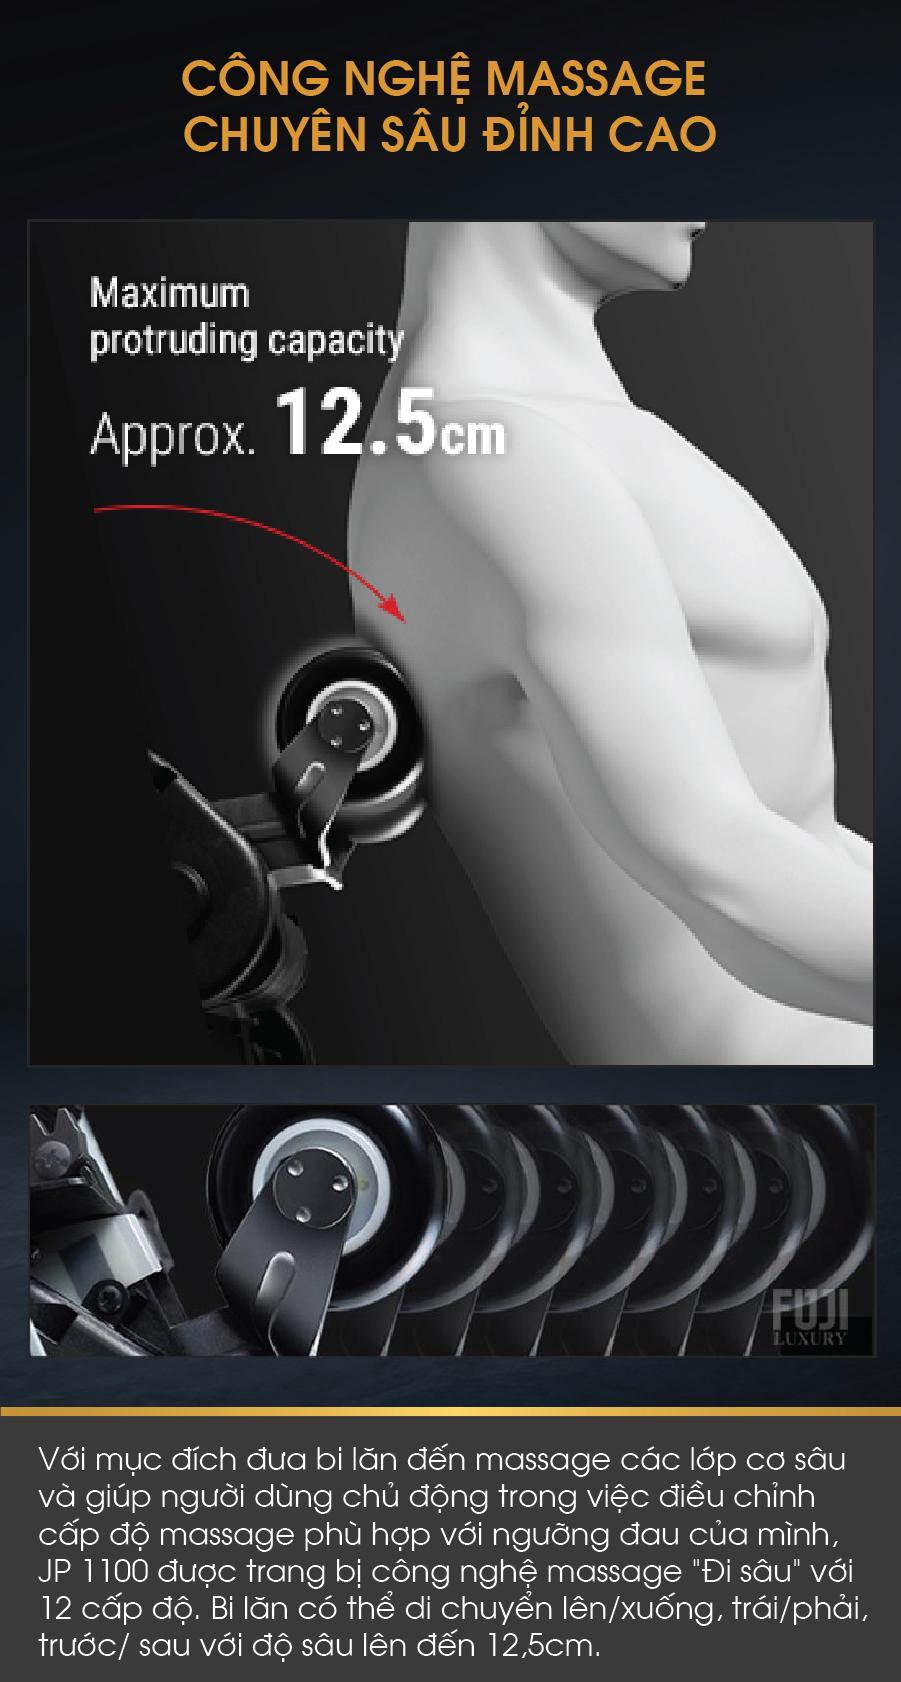 CÔNG NGHỆ MASSAGE
CHUYÊN SÂU ĐỈNH CAO
Maximum
protruding capacity
Approx. 12.5cm
FUJI
LUXURY
Với mục đích đưa bi lăn đến massage các lớp cơ sâu
và giúp người dùng chủ động trong việc điều chỉnh
cấp độ massage phù hợp với ngưỡng đau của mình,
JP 1100 được trang bị công nghệ massage "Đi sâu" với
12 cấp độ. Bi lăn có thể di chuyển lên/xuống, trái/phải,
trước/ sau với độ sâu lên đến 12,5cm.